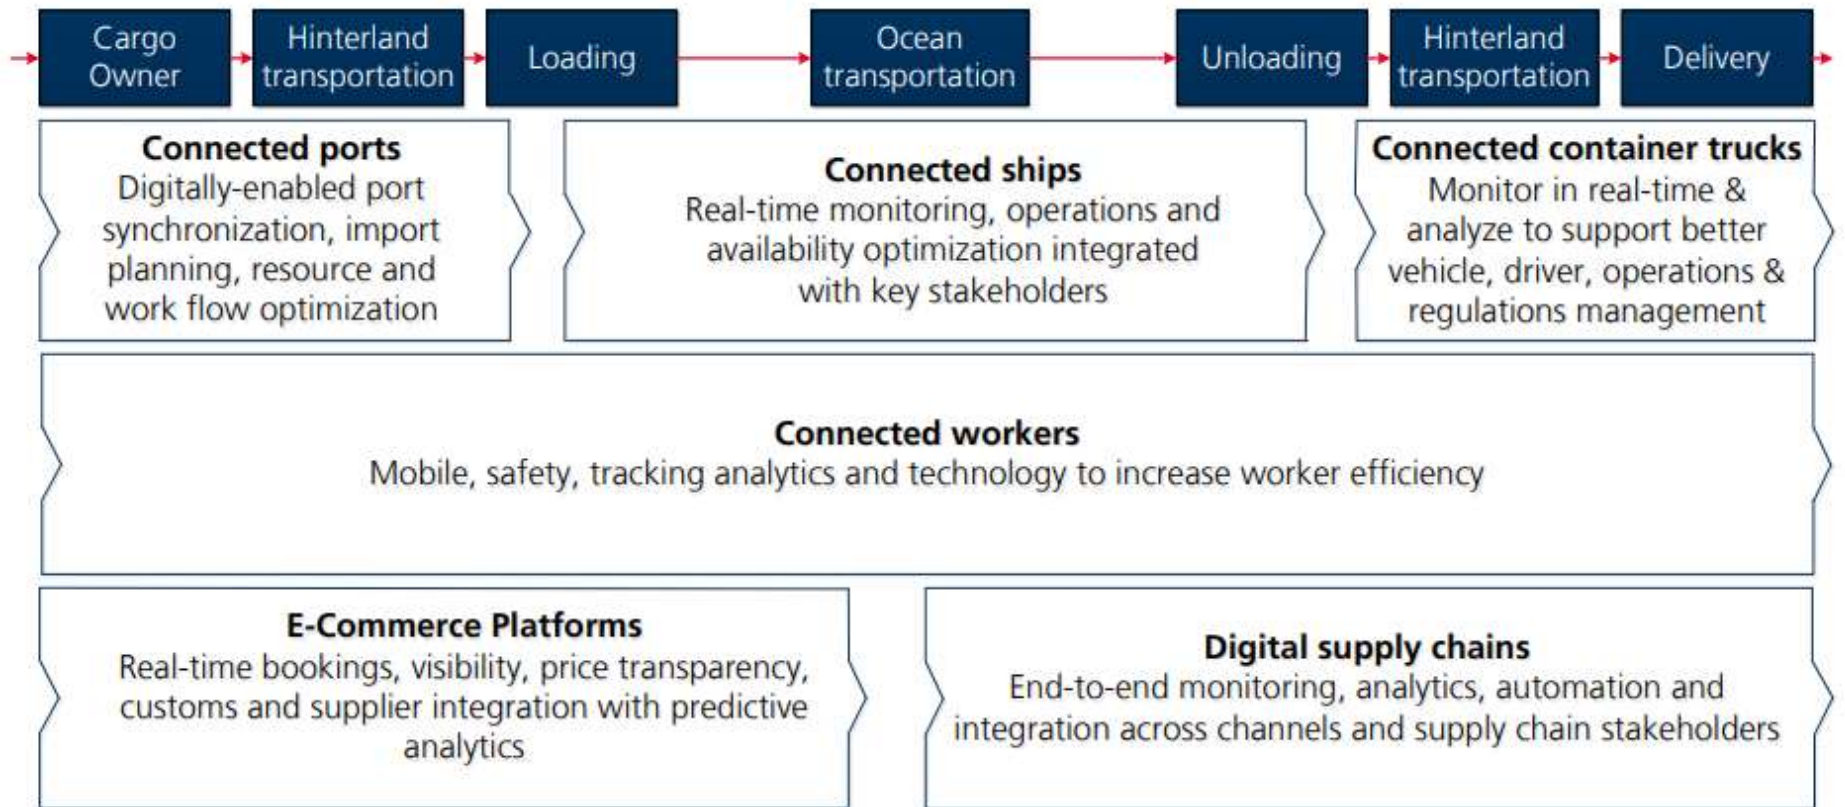 Cargo
Owner
Hinterland
transportation
Loading
Ocean
transportation
Unloading
Hinterland
transportation
Delivery
Connected ports
Digitally-enabled port
synchronization, import
planning, resource and
work flow optimization
Connected ships
Real-time monitoring, operations and
availability optimization integrated
with key stakeholders
Connected container trucks
Monitor in real-time &
analyze to support better
vehicle, driver, operations &
regulations management
Connected workers
Mobile, safety, tracking analytics and technology to increase worker efficiency
E-Commerce Platforms
Real-time bookings, visibility, price transparency,
customs and supplier integration with predictive
analytics
Digital supply chains
End-to-end monitoring, analytics, automation and
integration across channels and supply chain stakeholders